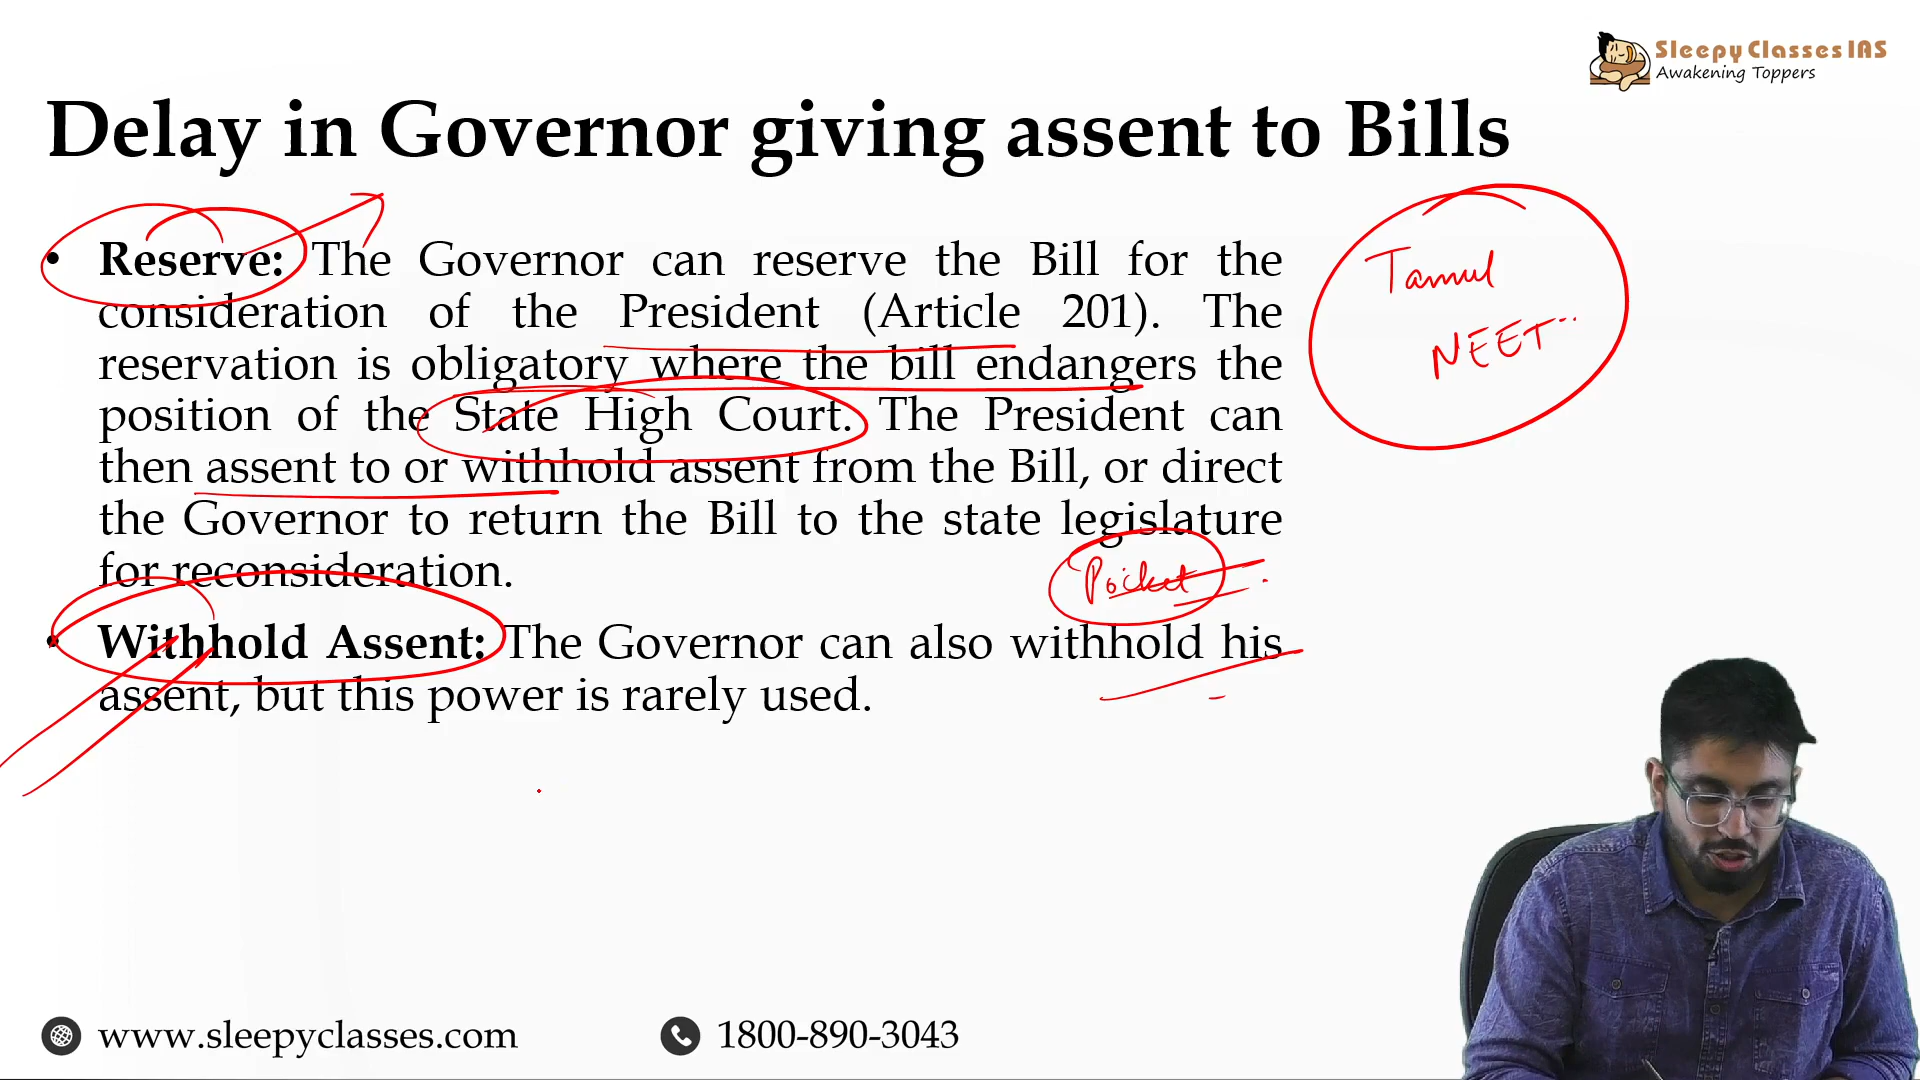 Sleepy Classes IAS
Awakening Toppers
Delay in Governor giving assent to Bills
• Reserve: The Governor can reserve the Bill for the
consideration of the President (Article 201). The
reservation is obligatory where the bill endangers the
position of the State High Court. The President can
then assent to or withhold assent from the Bill, or direct
the Governor to return the Bill to the state legislature
for reconsideration.
• Withhold Assent: The Governor can also withhold his
assent, but this power is rarely used.
Tamul
NEET
Pocket
www.sleepyclasses.com
1800-890-3043